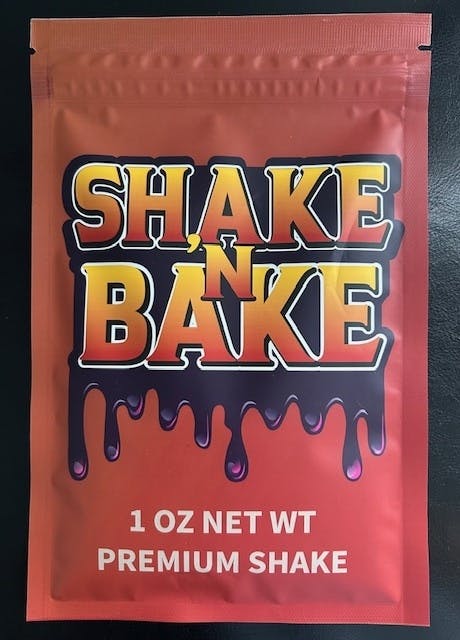 SHAKE
'N
BAKE
1 OZ NET WT
PREMIUM SHAKE